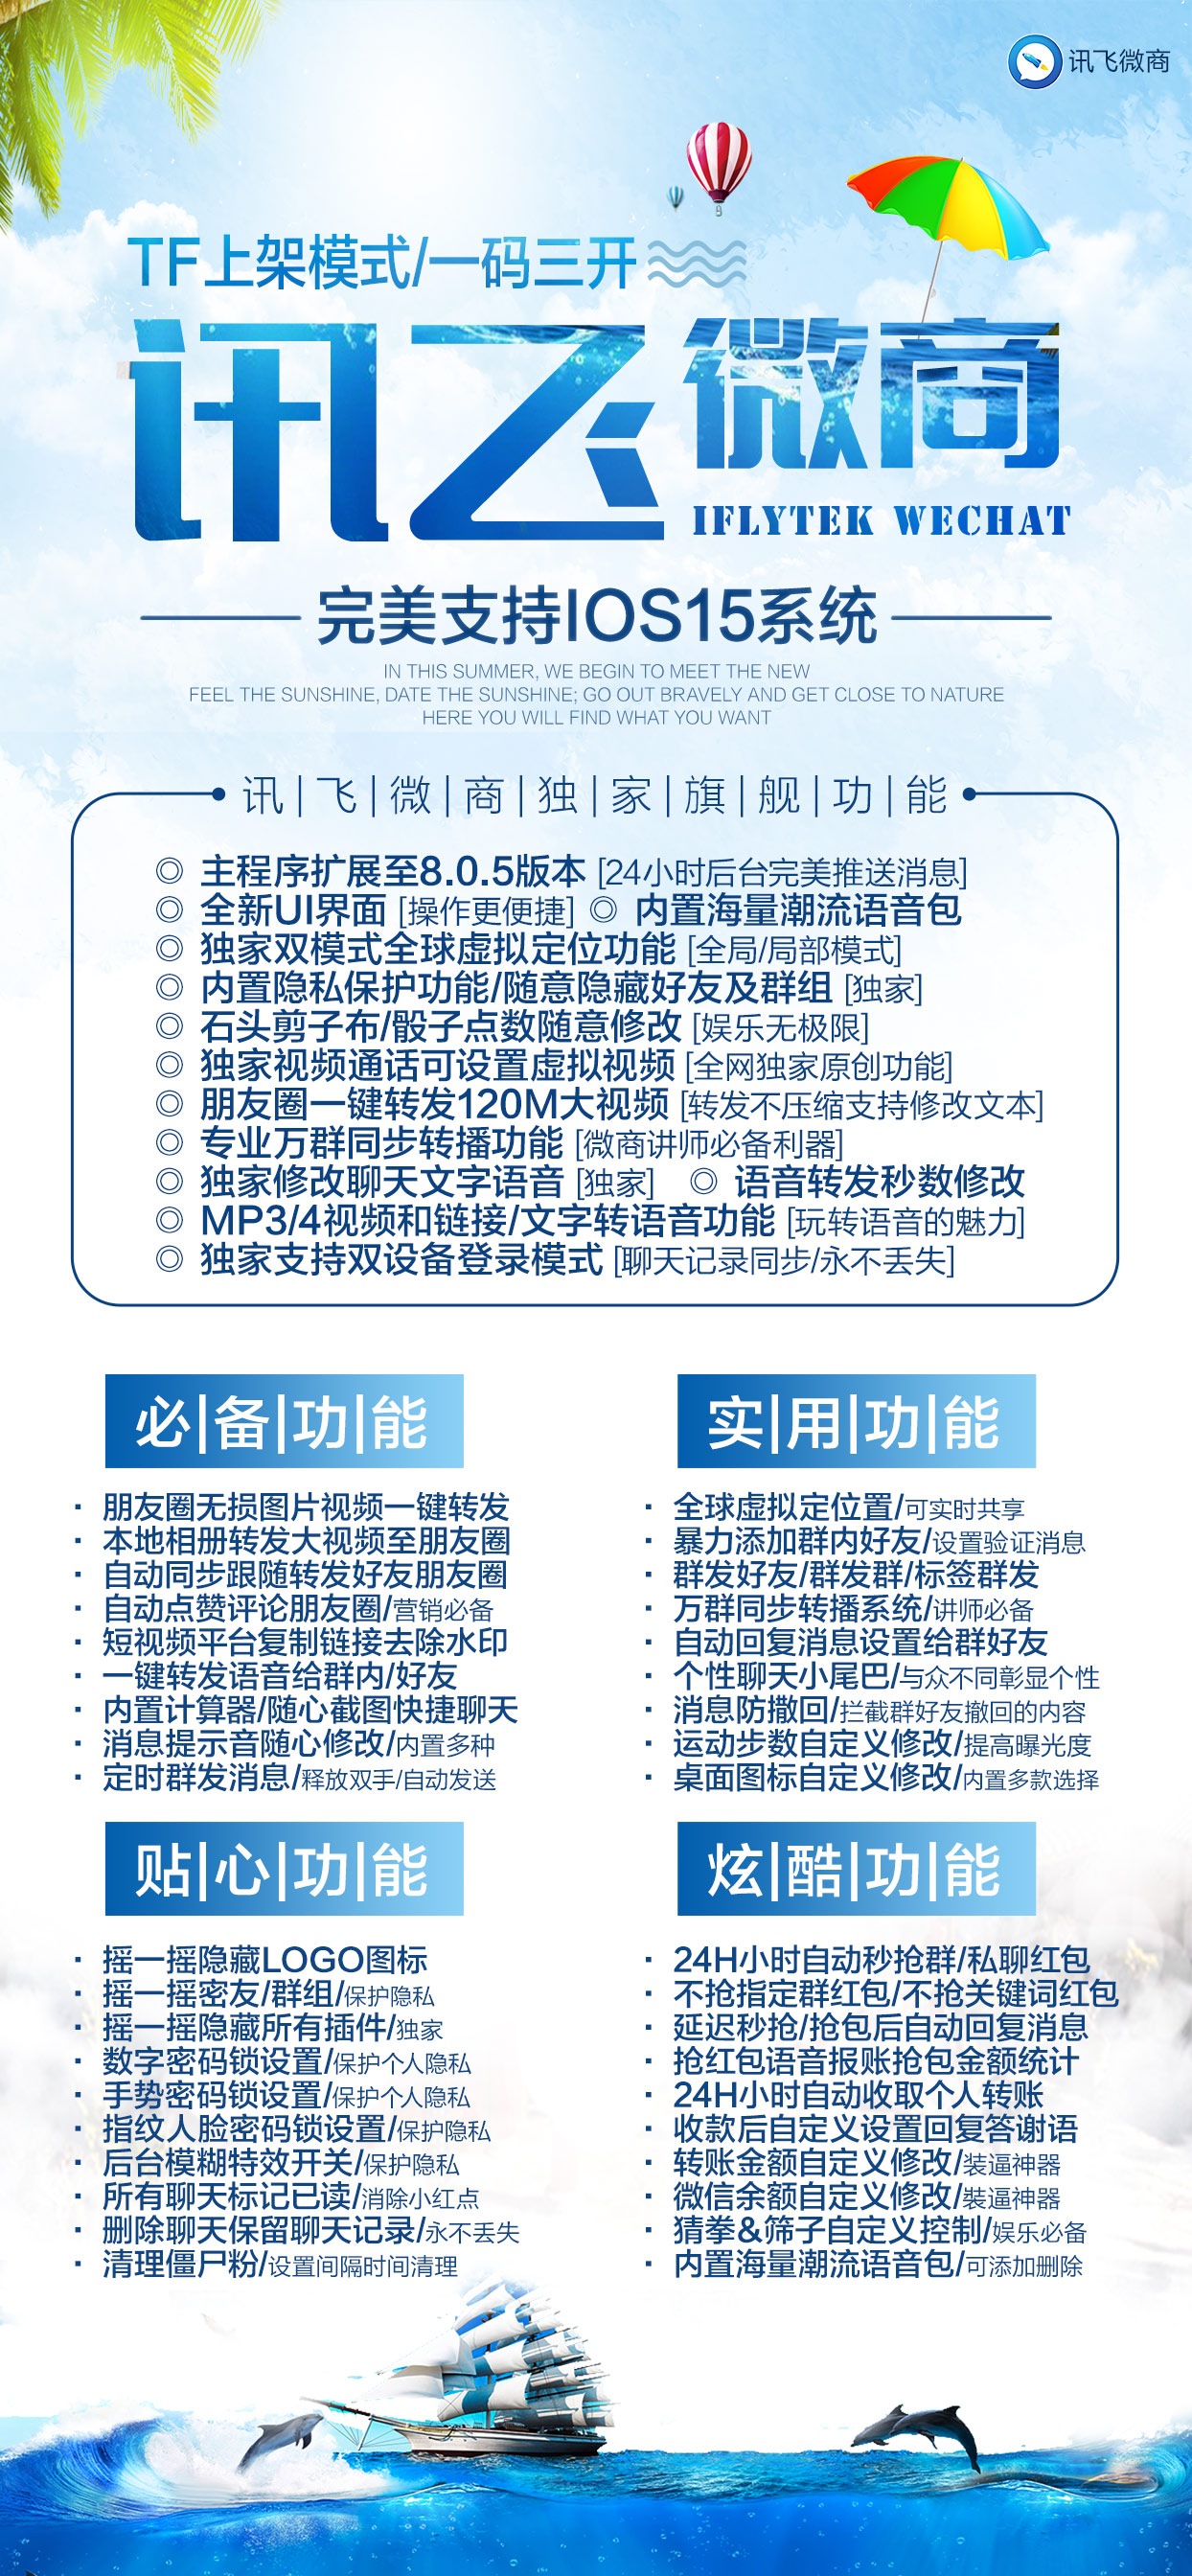 讯飞微商
TF上架模式/一码三开
讯飞微商
IFLYTEK WECHAT
完美支持IOS15系统
IN THIS SUMMER, WE BEGIN TO MEET THE NEW
FEEL THE SUNSHINE, DATE THE SUNSHINE; GO OUT BRAVELY AND GET CLOSE TO NATURE
HERE YOU WILL FIND WHAT YOU WANT
讯|飞|微|商|独|家|旗|舰|功|能
◎ 主程序扩展至8.0.5版本 [24小时后台完美推送消息]
◎ 全新UI界面 [操作更便捷] ◎ 内置海量潮流语音包
◎ 独家双模式全球虚拟定位功能 [全局/局部模式]
◎ 内置隐私保护功能/随意隐藏好友及群组 [独家]
◎ 石头剪子布/骰子点数随意修改 [娱乐无极限]
◎ 独家视频通话可设置虚拟视频 [全网独家原创功能]
◎ 朋友圈一键转发120M大视频 [转发不压缩支持修改文本]
◎ 专业万群同步转播功能 [微商讲师必备利器]
◎ 独家修改聊天文字语音 [独家] ◎ 语音转发秒数修改
◎ MP3/4视频和链接/文字转语音功能 [玩转语音的魅力]
◎ 独家支持双设备登录模式 [聊天记录同步/永不丢失]
必|备|功|能
· 朋友圈无损图片视频一键转发
· 本地相册转发大视频至朋友圈
· 自动同步跟随转发好友朋友圈
· 自动点赞评论朋友圈/营销必备
· 短视频平台复制链接去除水印
· 一键转发语音给群内/好友
· 内置计算器/随心截图快捷聊天
· 消息提示音随心修改/内置多种
· 定时群发消息/释放双手/自动发送
实|用|功|能
· 全球虚拟定位置/可实时共享
· 暴力添加群内好友/设置验证消息
· 群发好友/群发群/标签群发
· 万群同步转播系统/讲师必备
· 自动回复消息设置给群好友
· 个性聊天小尾巴/与众不同彰显个性
· 消息防撤回/拦截群好友撤回的内容
· 运动步数自定义修改/提高曝光度
· 桌面图标自定义修改/内置多款选择
贴|心|功|能
· 摇一摇隐藏LOGO图标
· 摇一摇密友/群组/保护隐私
· 摇一摇隐藏所有插件/独家
· 数字密码锁设置/保护个人隐私
· 手势密码锁设置/保护个人隐私
· 指纹人脸密码锁设置/保护隐私
· 后台模糊特效开关/保护隐私
· 所有聊天标记已读/消除小红点
· 删除聊天保留聊天记录/永不丢失
· 清理僵尸粉/设置间隔时间清理
炫|酷|功|能
· 24H小时自动秒抢群/私聊红包
· 不抢指定群红包/不抢关键词红包
· 延迟秒抢/抢包后自动回复消息
· 抢红包语音报账抢包金额统计
· 24H小时自动收取个人转账
· 收款后自定义设置回复答谢语
· 转账金额自定义修改/装逼神器
· 微信余额自定义修改/装逼神器
· 猜拳&筛子自定义控制/娱乐必备
· 内置海量潮流语音包/可添加删除